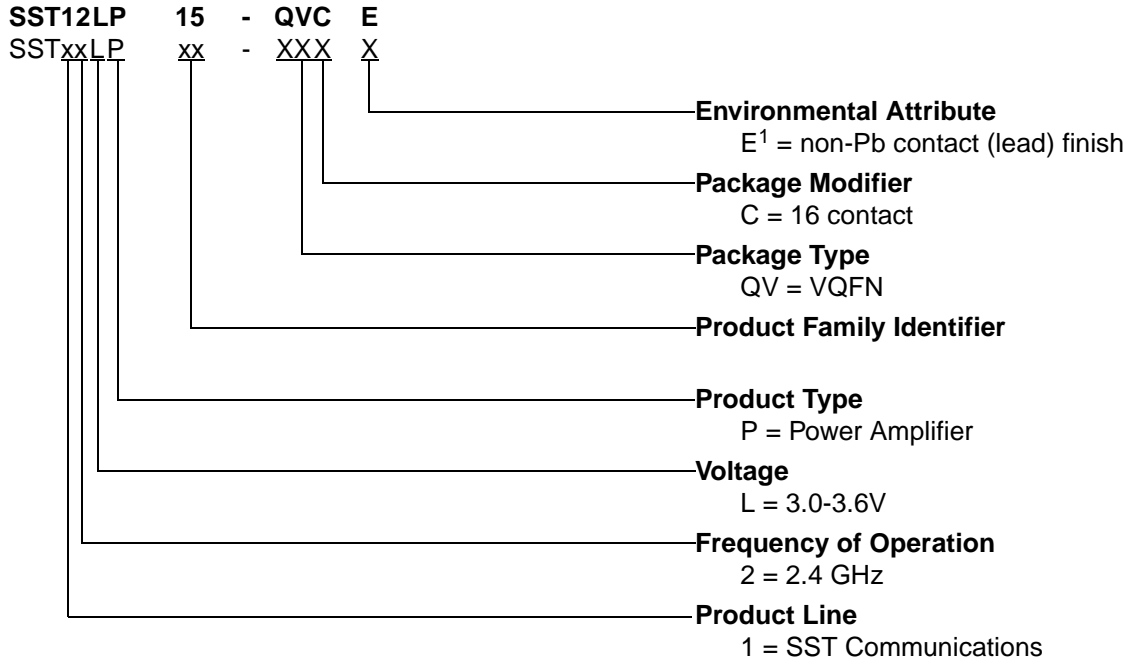 SST12LP 15 - QVC E
SSTxxLP xx - XXX X
Environmental Attribute
E1 = non-Pb contact (lead) finish
Package Modifier
C = 16 contact
Package Type
QV = VQFN
Product Family Identifier
Product Type
P = Power Amplifier
Voltage
L = 3.0-3.6V
Frequency of Operation
2 = 2.4 GHz
Product Line
1 = SST Communications